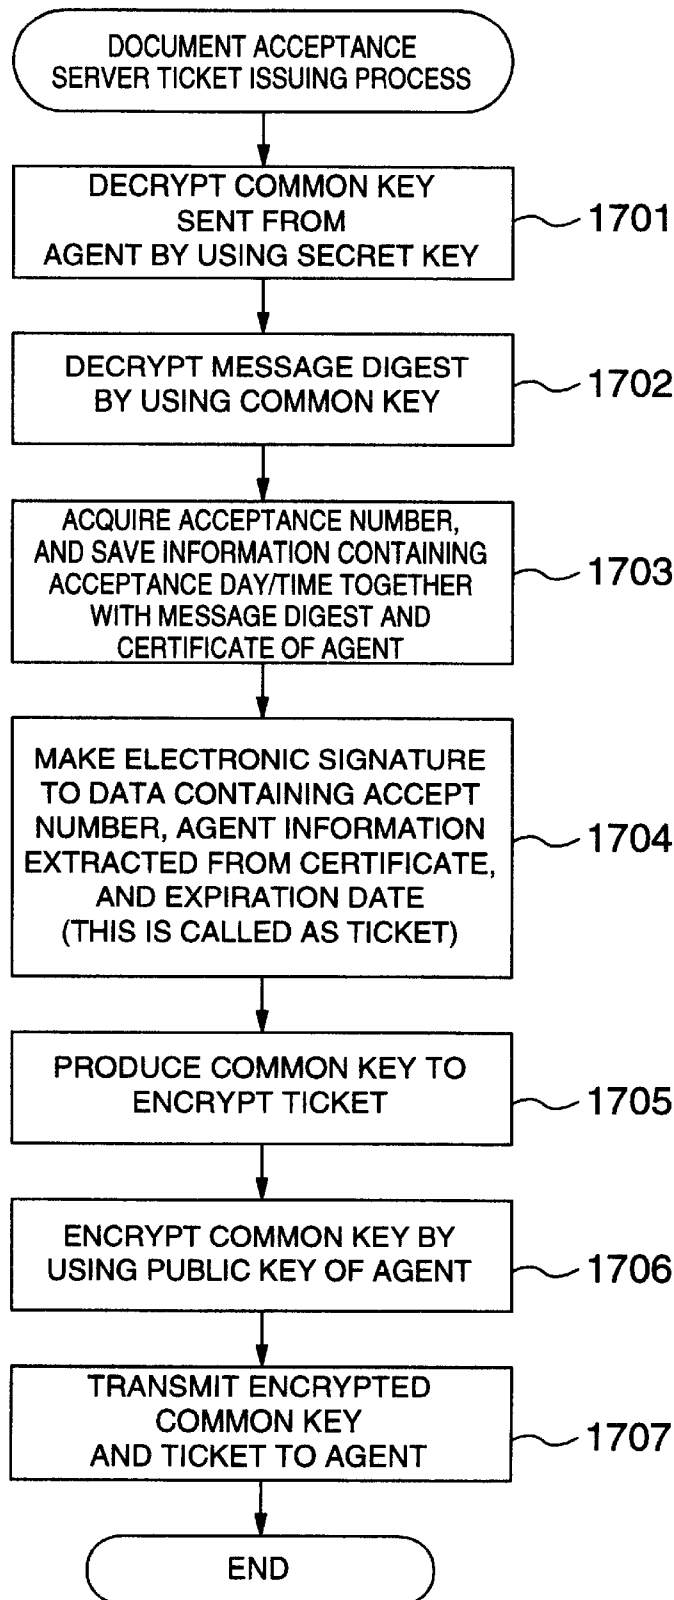 DOCUMENT ACCEPTANCE
SERVER TICKET ISSUING PROCESS
DECRYPT COMMON KEY
SENT FROM
AGENT BY USING SECRET KEY
1701
DECRYPT MESSAGE DIGEST
BY USING COMMON KEY
1702
ACQUIRE ACCEPTANCE NUMBER,
AND SAVE INFORMATION CONTAINING
ACCEPTANCE DAY/TIME TOGETHER
WITH MESSAGE DIGEST AND
CERTIFICATE OF AGENT
1703
MAKE ELECTRONIC SIGNATURE
TO DATA CONTAINING ACCEPT
NUMBER, AGENT INFORMATION
EXTRACTED FROM CERTIFICATE,
AND EXPIRATION DATE
(THIS IS CALLED AS TICKET)
1704
PRODUCE COMMON KEY TO
ENCRYPT TICKET
1705
ENCRYPT COMMON KEY BY
USING PUBLIC KEY OF AGENT
1706
TRANSMIT ENCRYPTED
COMMON KEY
AND TICKET TO AGENT
1707
END